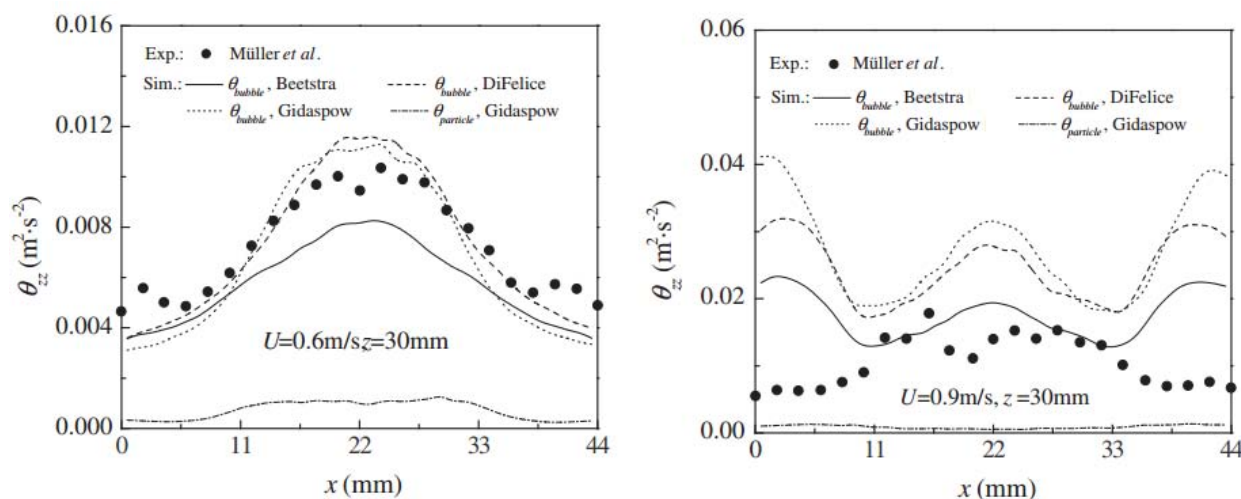 0.016
Exp.: ● Müller et al.
Sim.: θbubble, Beetstra θbubble, DiFelice
θbubble, Gidaspow θparticle, Gidaspow
0.012
0.008
0.004
0.000
θzz (m²·s⁻²)
U=0.6m/s,z=30mm
0 11 22 33 44
x (mm)
0.06
Exp.: ● Müller et al.
Sim.: θbubble, Beetstra θbubble, DiFelice
θbubble, Gidaspow θparticle, Gidaspow
0.04
0.02
0.00
θzz (m²·s⁻²)
U=0.9m/s, z=30mm
0 11 22 33 44
x (mm)